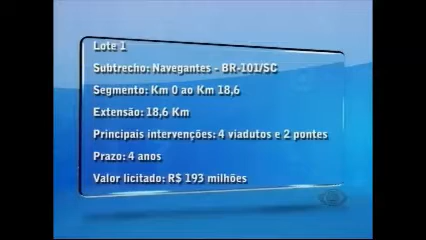 Lote 1
Subtrecho: Navegantes - BR-101/SC
Segmento: Km 0 ao Km 18,6
Extensão: 18,6 Km
Principais intervenções: 4 viadutos e 2 pontes
Prazo: 4 anos
Valor licitado: R$ 193 milhões